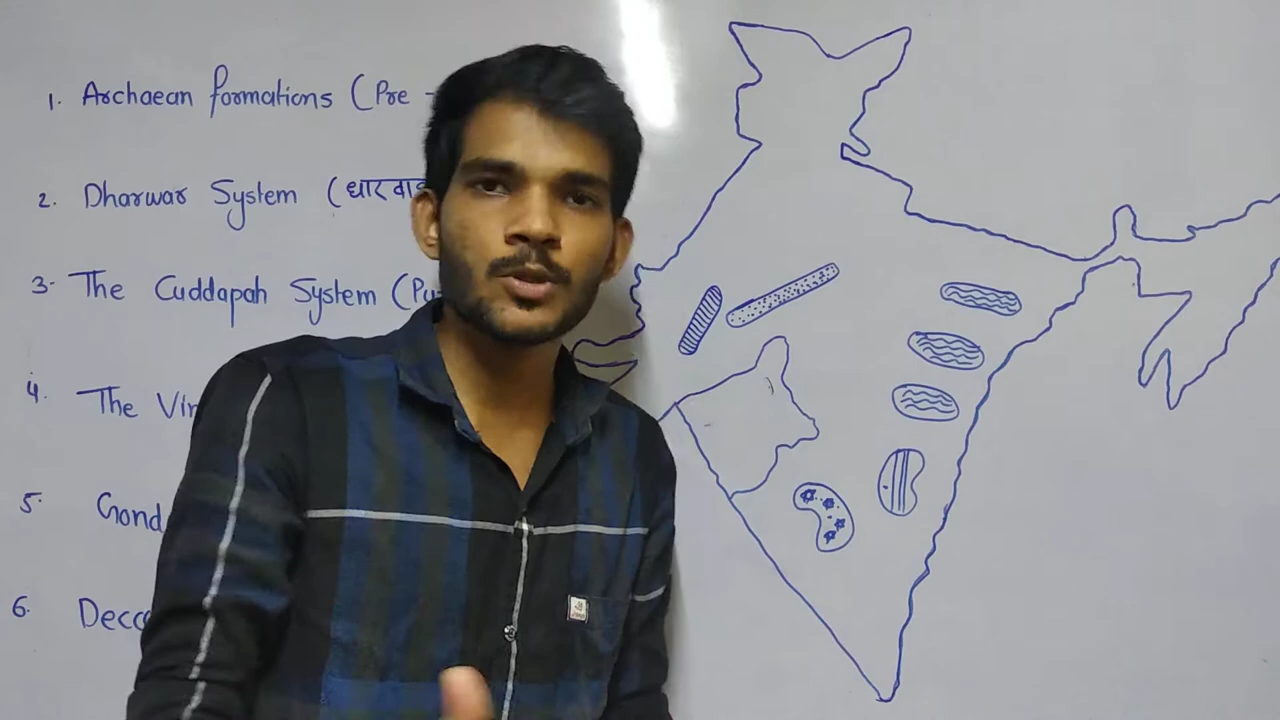 1. Archaean formations (Pre -
2. Dharwar System (धारवाड
3. The Cuddapah System (Pu
4. The Vin
5. Gond
6. Decc